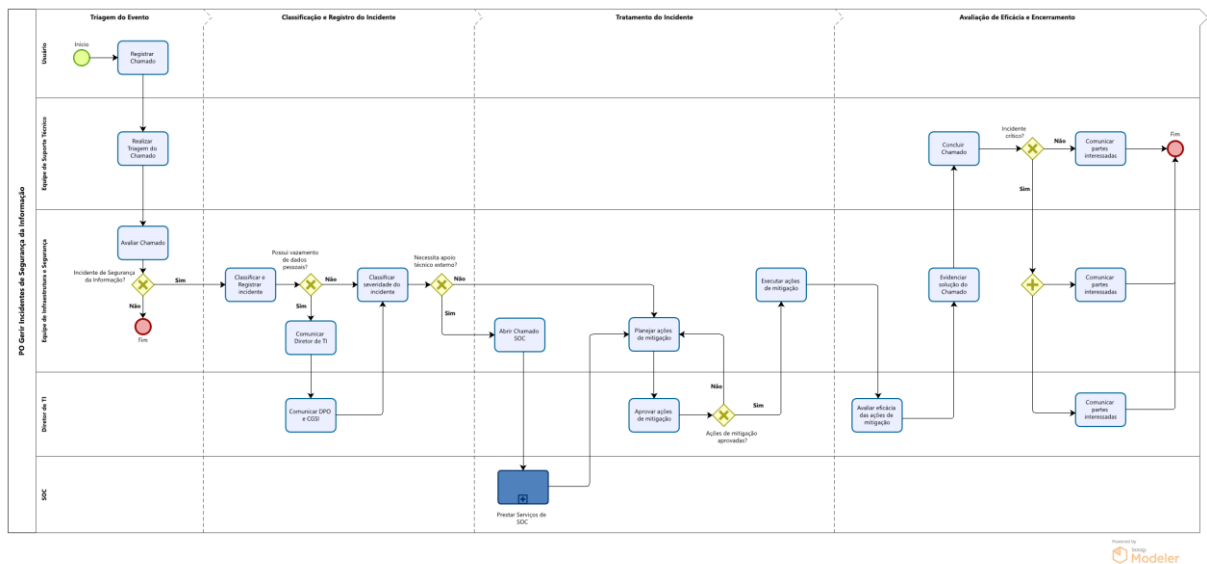 Triagem do Evento
Classificação e Registro do Incidente
Tratamento do Incidente
Avaliação de Eficácia e Encerramento
PO Gerir Incidentes de Segurança da Informação
Usuário
Início
Registrar
Chamado
Equipe de Suporte Técnico
Realizar
Triagem do
Chamado
Concluir
Chamado
Incidente
crítico?
Não
Sim
Comunicar
partes
interessadas
Fim
Equipe de Infraestrutura e Segurança
Avaliar Chamado
Incidente de Segurança
da Informação?
Sim
Não
Fim
Classificar e
Registrar
incidente
Possui vazamento
de dados
pessoais?
Não
Sim
Comunicar
Diretor de TI
Classificar
severidade do
incidente
Necessita apoio
técnico externo?
Não
Sim
Abrir Chamado
SOC
Planejar ações
de mitigação
Executar ações
de mitigação
Evidenciar
solução do
Chamado
Comunicar
partes
interessadas
Diretor de TI
Comunicar DPO
e CGSI
Aprovar ações
de mitigação
Não
Sim
Ações de mitigação
aprovadas?
Avaliar eficácia
das ações de
mitigação
Comunicar
partes
interessadas
SOC
Prestar Serviços de
SOC
Powered by
bizagi
Modeler